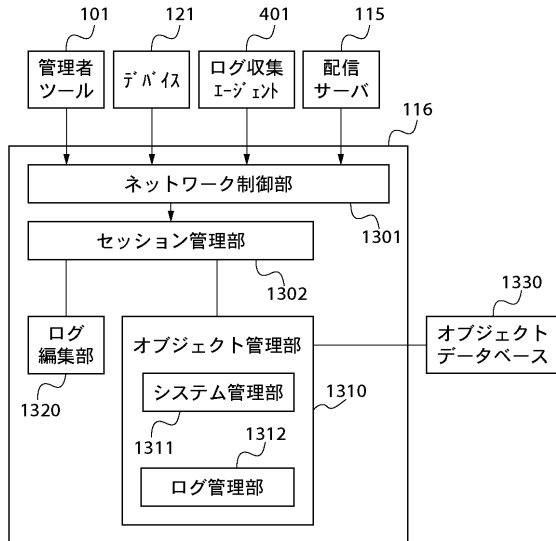 101
121
401
115
管理者
ツール
ﾃﾞﾊﾞｲｽ
ログ収集
ｴｰｼﾞｪﾝﾄ
配信
サーバ
116
ネットワーク制御部
1301
セッション管理部
1302
1330
ログ
編集部
1320
オブジェクト管理部
オブジェクト
データベース
システム管理部
1310
1311
1312
ログ管理部